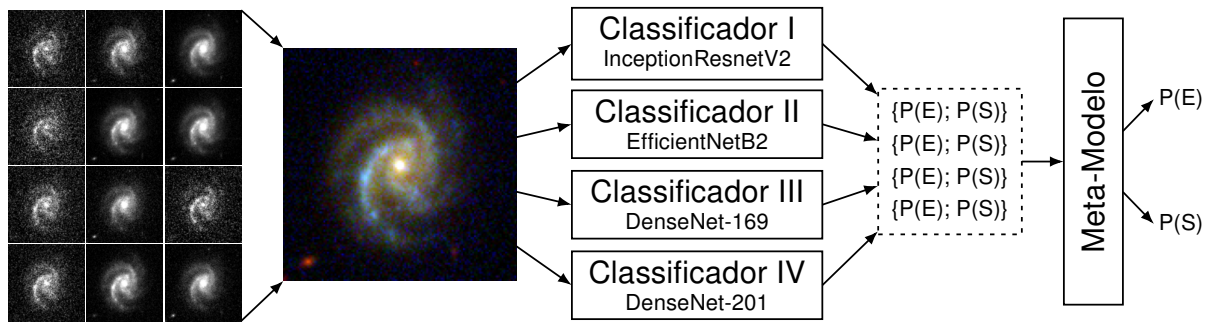 Classificador I
InceptionResnetV2
Classificador II
EfficientNetB2
Classificador III
DenseNet-169
Classificador IV
DenseNet-201
{P(E); P(S)}
{P(E); P(S)}
{P(E); P(S)}
{P(E); P(S)}
Meta-Modelo
P(E)
P(S)